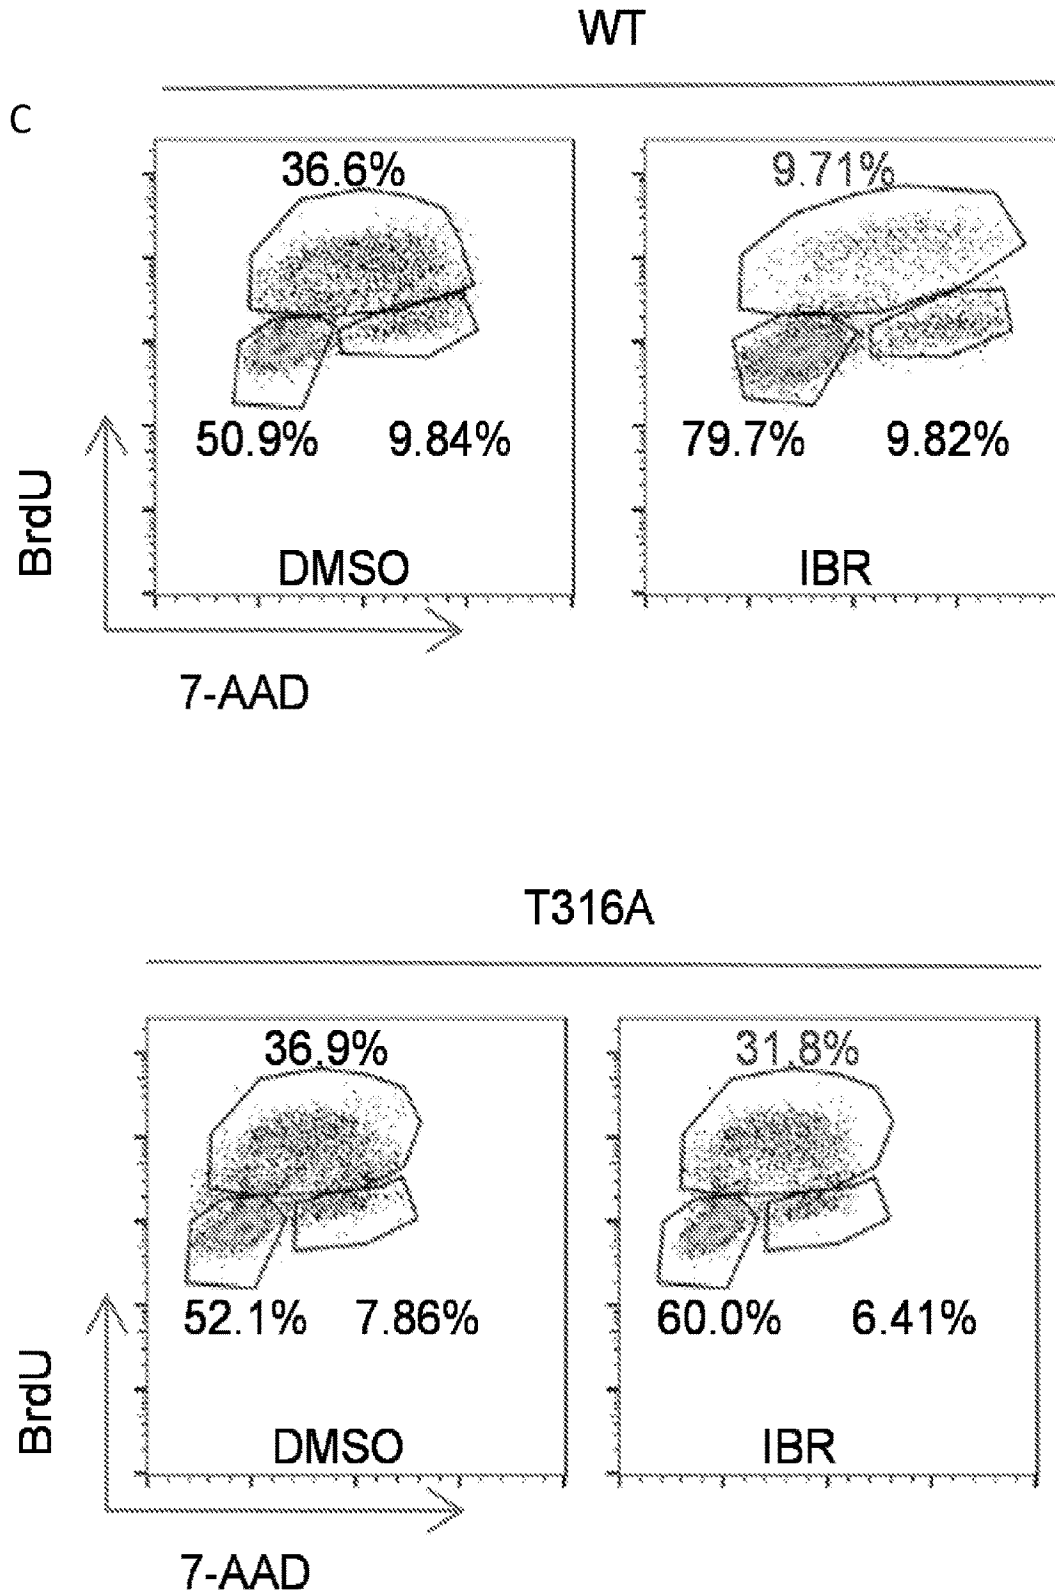 WT
C
36.6%
9.71%
50.9%
9.84%
79.7%
9.82%
BrdU
DMSO
IBR
7-AAD
T316A
36.9%
31.8%
52.1%
7.86%
60.0%
6.41%
BrdU
DMSO
IBR
7-AAD